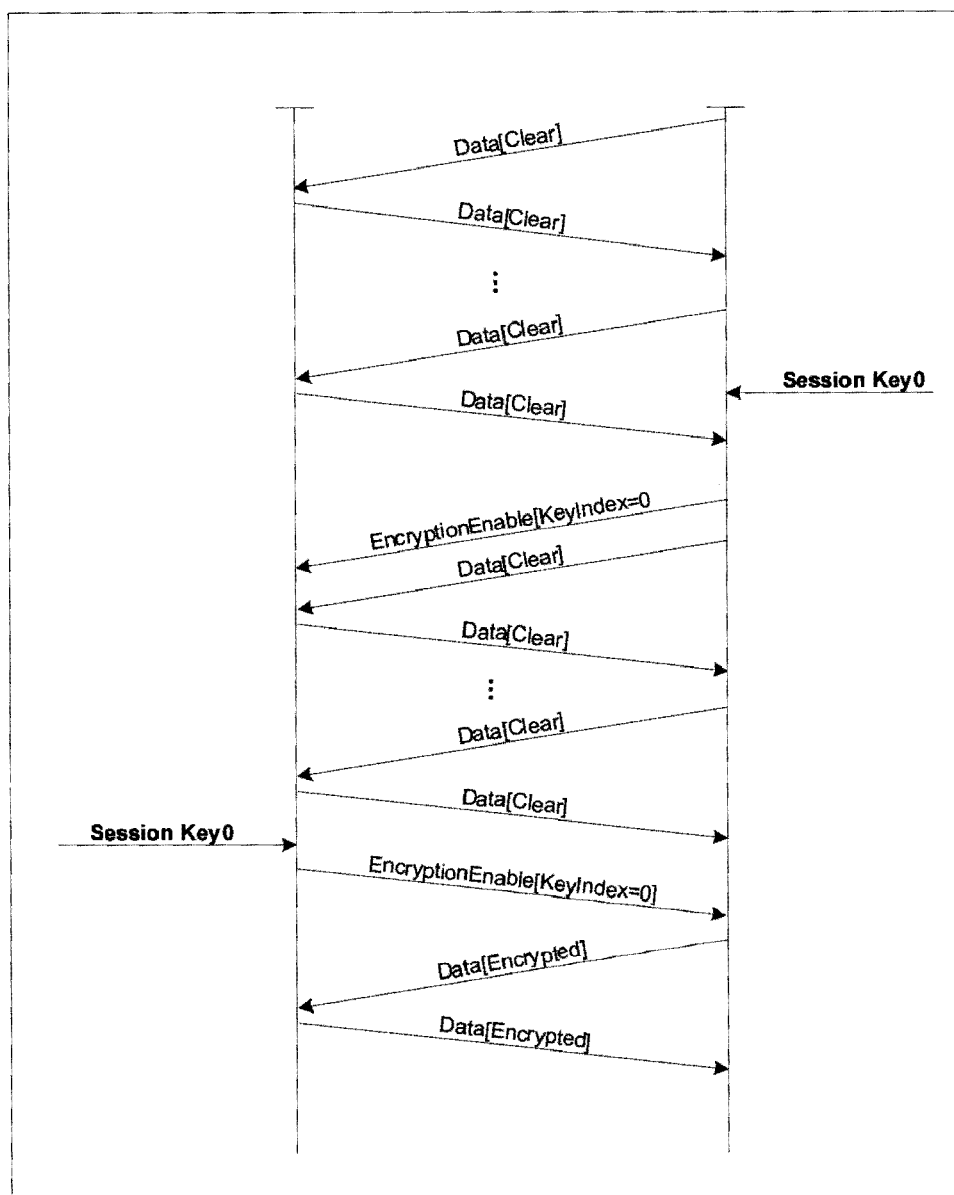 Data[Clear]
Data[Clear]
⋮
Data[Clear]
Session Key0
Data[Clear]
EncryptionEnable[KeyIndex=0
Data[Clear]
Data[Clear]
⋮
Data[Clear]
Data[Clear]
Session Key0
EncryptionEnable[KeyIndex=0]
Data[Encrypted]
Data[Encrypted]